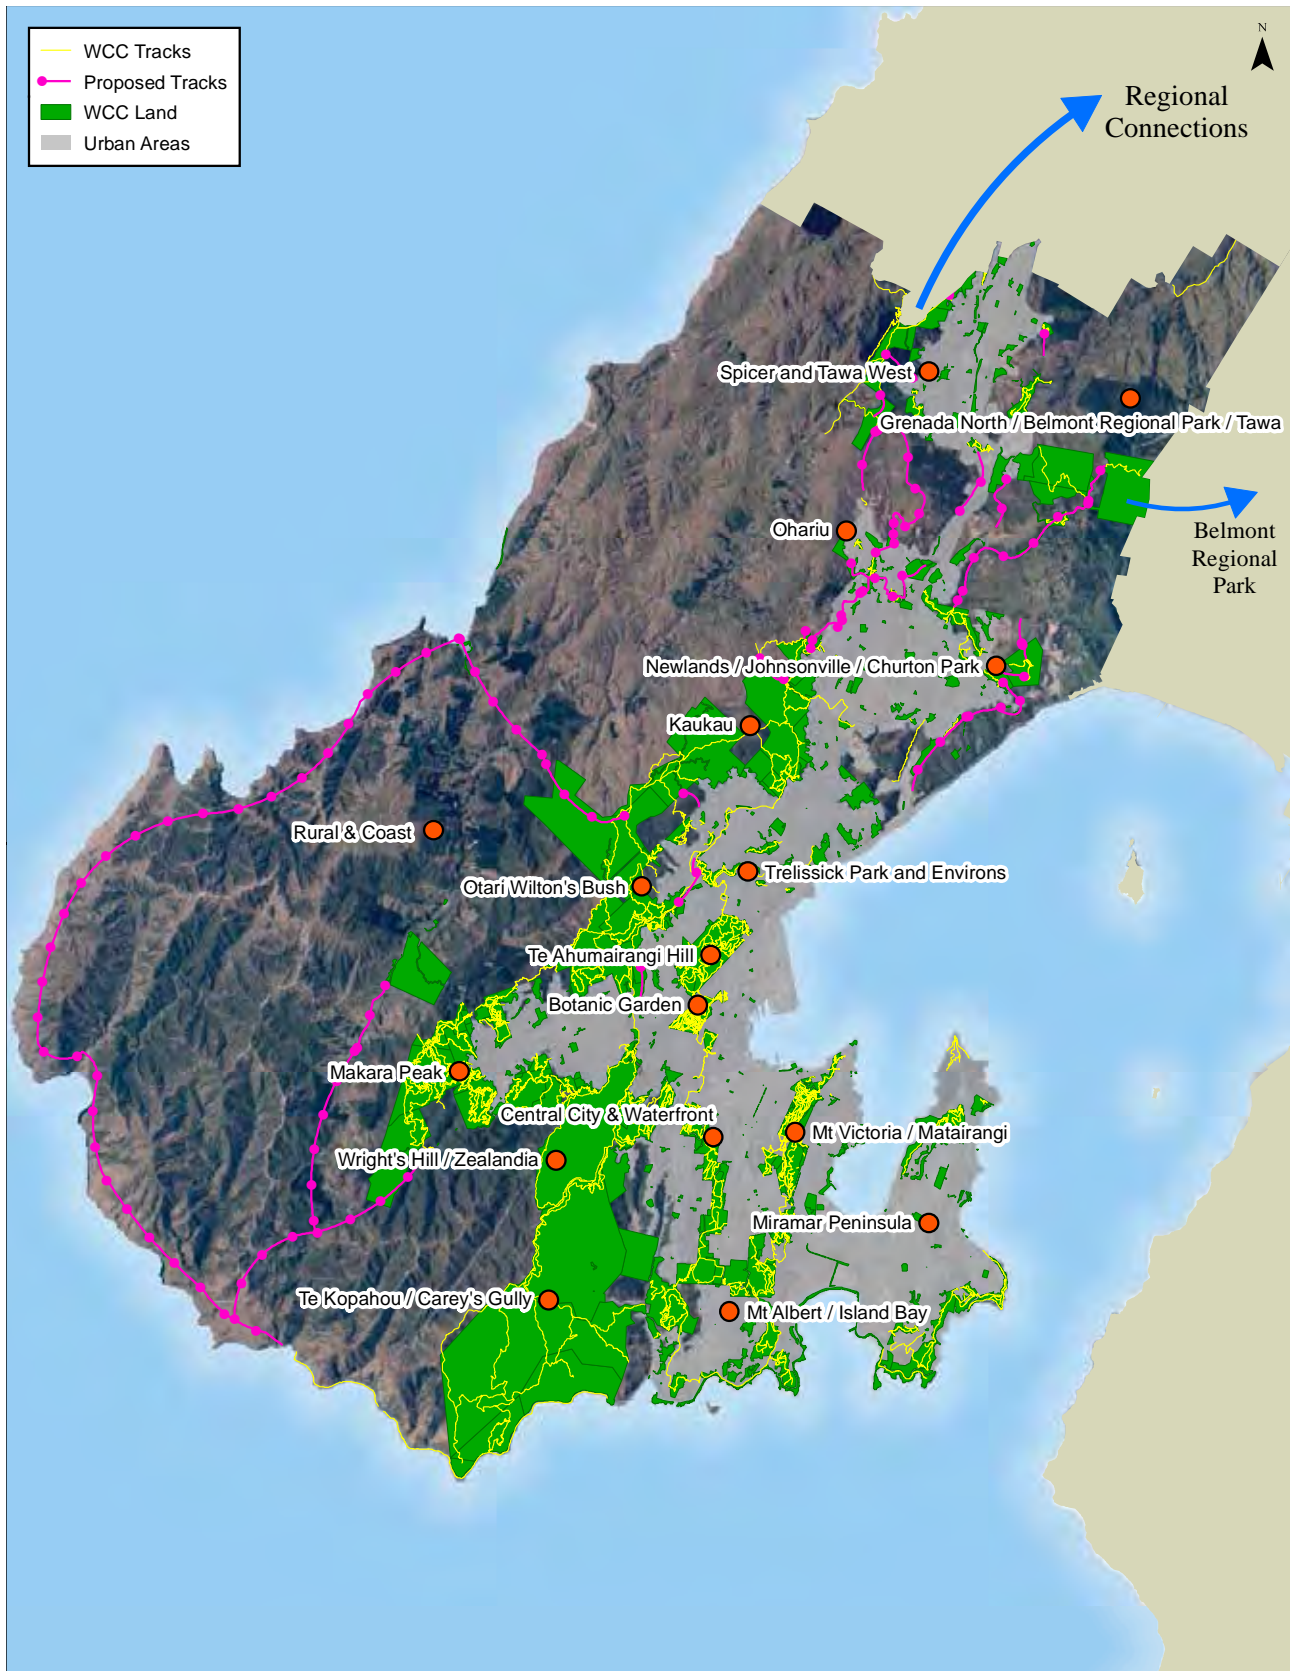 WCC Tracks
Proposed Tracks
WCC Land
Urban Areas
N
Regional
Connections
Spicer and Tawa West
Grenada North / Belmont Regional Park / Tawa
Ohariu
Belmont
Regional
Park
Newlands / Johnsonville / Churton Park
Kaukau
Rural & Coast
Trelissick Park and Environs
Otari Wilton's Bush
Te Ahumairangi Hill
Botanic Garden
Makara Peak
Central City & Waterfront
Mt Victoria / Matairangi
Wright's Hill / Zealandia
Miramar Peninsula
Te Kopahou / Carey's Gully
Mt Albert / Island Bay